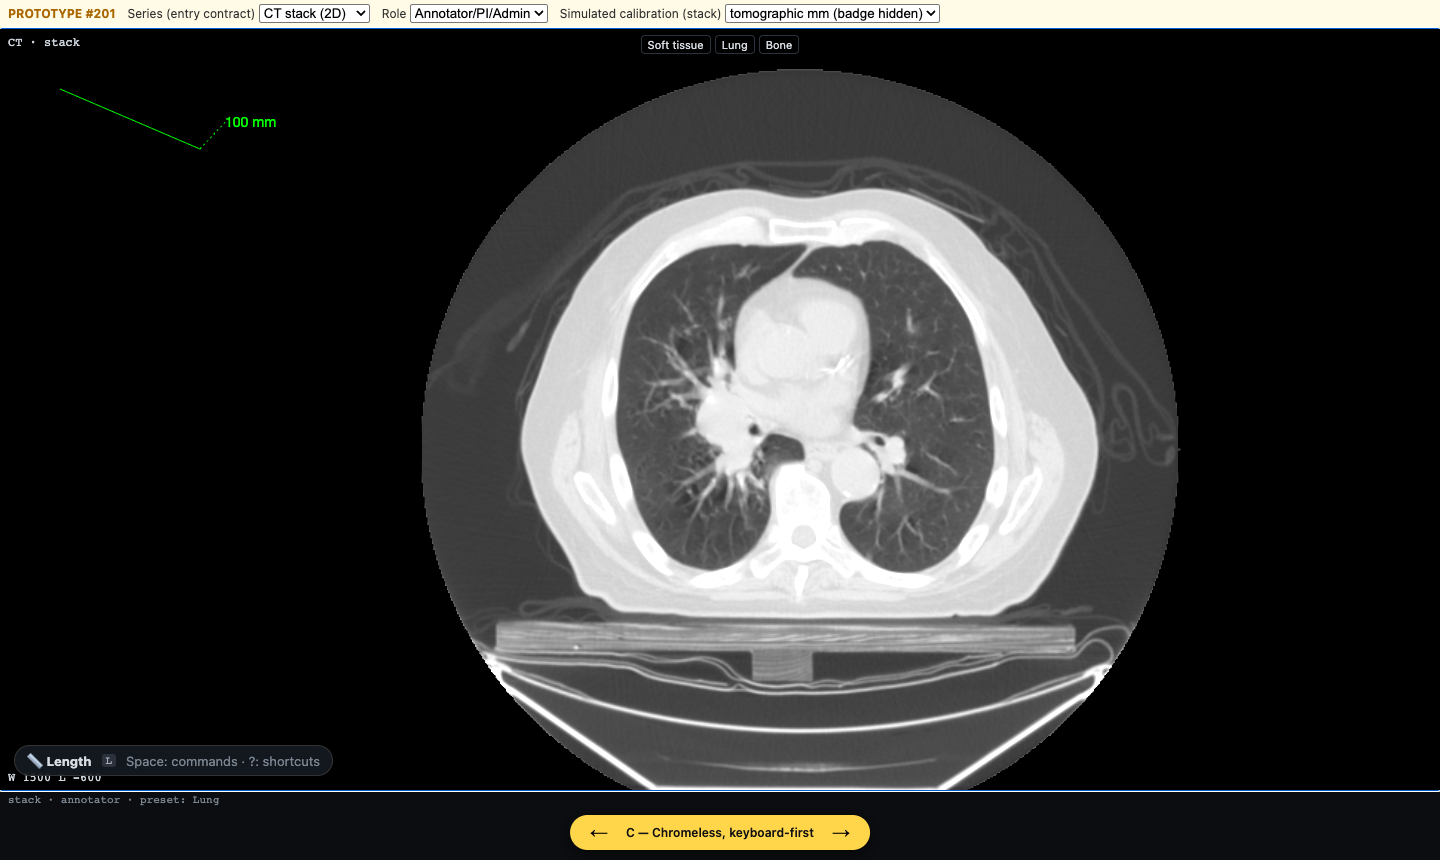 PROTOTYPE #201 Series (entry contract) CT stack (2D) Role Annotator/PI/Admin Simulated calibration (stack) tomographic mm (badge hidden)
CT · stack
Soft tissue Lung Bone
100 mm
Length L Space: commands · ?: shortcuts
W 1500 L -600
stack · annotator · preset: Lung
← C — Chromeless, keyboard-first →